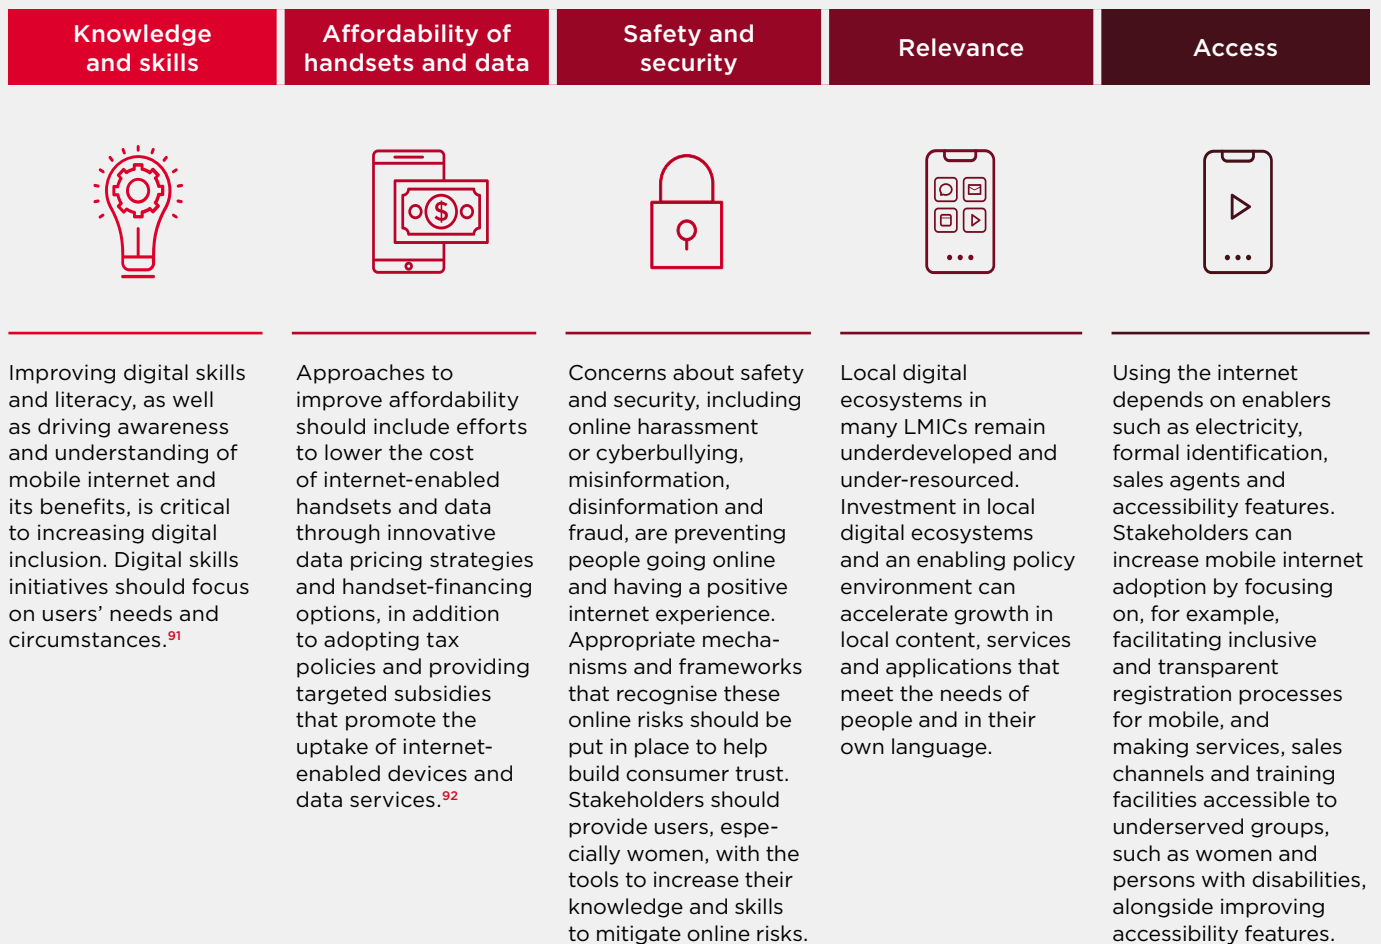 Knowledge
and skills
Affordability of
handsets and data
Safety and
security
Relevance
Access
$
Improving digital skills
and literacy, as well
as driving awareness
and understanding of
mobile internet and
its benefits, is critical
to increasing digital
inclusion. Digital skills
initiatives should focus
on users’ needs and
circumstances.91
Approaches to
improve affordability
should include efforts
to lower the cost
of internet-enabled
handsets and data
through innovative
data pricing strategies
and handset-financing
options, in addition
to adopting tax
policies and providing
targeted subsidies
that promote the
uptake of internet-
enabled devices and
data services.92
Concerns about safety
and security, including
online harassment
or cyberbullying,
misinformation,
disinformation and
fraud, are preventing
people going online
and having a positive
internet experience.
Appropriate mecha-
nisms and frameworks
that recognise these
online risks should be
put in place to help
build consumer trust.
Stakeholders should
provide users, espe-
cially women, with the
tools to increase their
knowledge and skills
to mitigate online risks.
Local digital
ecosystems in
many LMICs remain
underdeveloped and
under-resourced.
Investment in local
digital ecosystems
and an enabling policy
environment can
accelerate growth in
local content, services
and applications that
meet the needs of
people and in their
own language.
Using the internet
depends on enablers
such as electricity,
formal identification,
sales agents and
accessibility features.
Stakeholders can
increase mobile internet
adoption by focusing
on, for example,
facilitating inclusive
and transparent
registration processes
for mobile, and
making services, sales
channels and training
facilities accessible to
underserved groups,
such as women and
persons with disabilities,
alongside improving
accessibility features.